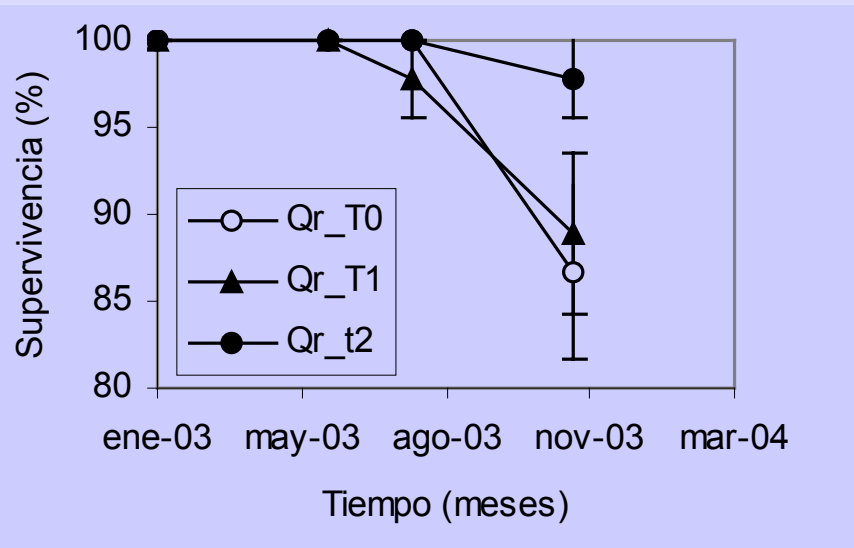 Supervivencia (%)
100
95
90
85
80
Qr_T0
Qr_T1
Qr_t2
ene-03 may-03 ago-03 nov-03 mar-04
Tiempo (meses)